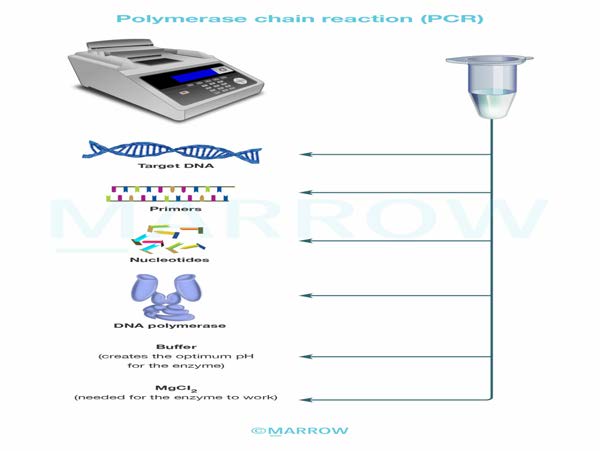 Polymerase chain reaction (PCR)
Target DNA
Primers
MARROW
Nucleotides
DNA polymerase
Buffer
(creates the optimum pH
for the enzyme)
MgCl₂
(needed for the enzyme to work)
©MARROW